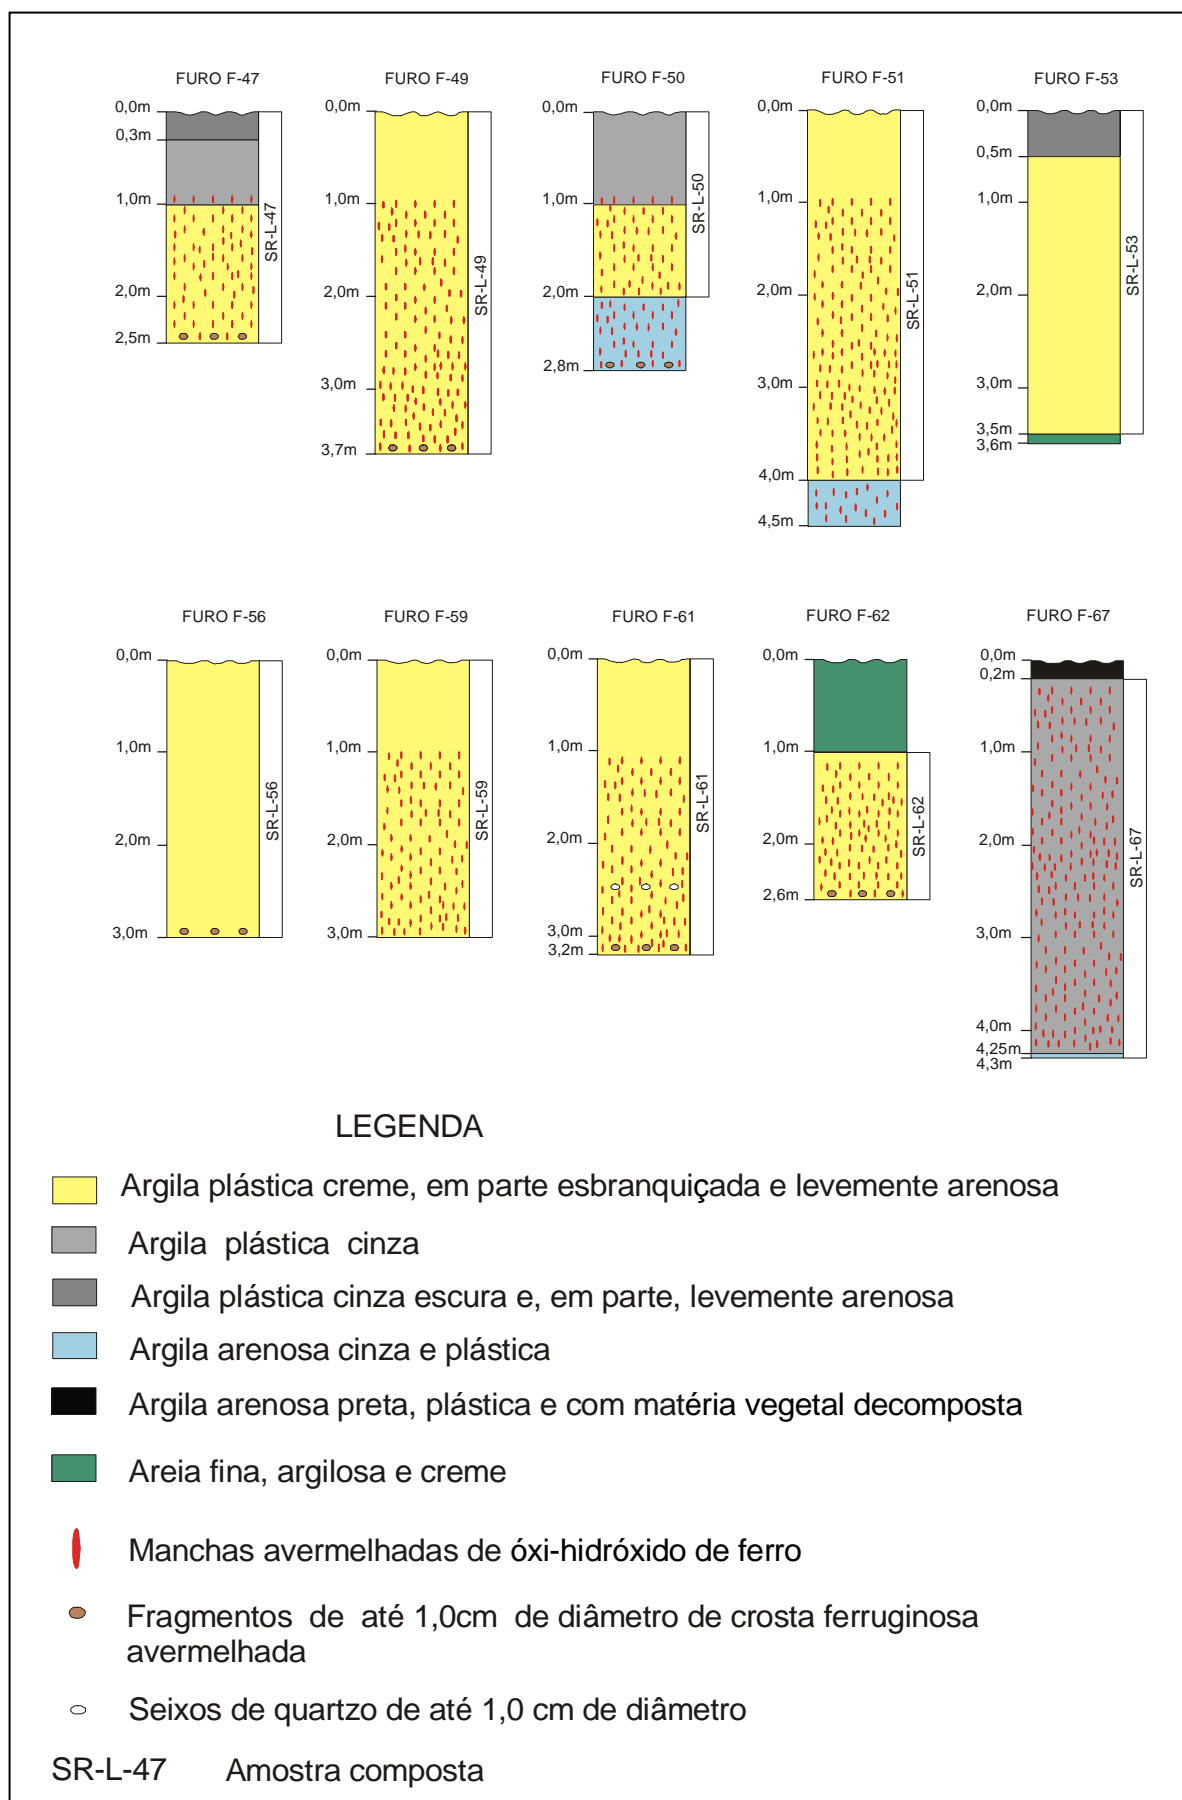 FURO F-47
0,0m
0,3m
1,0m
2,0m
2,5m
SR-L-47
FURO F-49
0,0m
1,0m
2,0m
3,0m
3,7m
SR-L-49
FURO F-50
0,0m
1,0m
2,0m
2,8m
SR-L-50
FURO F-51
0,0m
1,0m
2,0m
3,0m
4,0m
4,5m
SR-L-51
FURO F-53
0,0m
0,5m
1,0m
2,0m
3,0m
3,5m
3,6m
SR-L-53
FURO F-56
0,0m
1,0m
2,0m
3,0m
SR-L-56
FURO F-59
0,0m
1,0m
2,0m
3,0m
SR-L-59
FURO F-61
0,0m
1,0m
2,0m
3,0m
3,2m
SR-L-61
FURO F-62
0,0m
1,0m
2,0m
2,6m
SR-L-62
FURO F-67
0,0m
0,2m
1,0m
2,0m
3,0m
4,0m
4,25m
4,3m
SR-L-67
LEGENDA
Argila plástica creme, em parte esbranquiçada e levemente arenosa
Argila plástica cinza
Argila plástica cinza escura e, em parte, levemente arenosa
Argila arenosa cinza e plástica
Argila arenosa preta, plástica e com matéria vegetal decomposta
Areia fina, argilosa e creme
Manchas avermelhadas de óxi-hidróxido de ferro
Fragmentos de até 1,0cm de diâmetro de crosta ferruginosa
avermelhada
Seixos de quartzo de até 1,0 cm de diâmetro
SR-L-47 Amostra composta